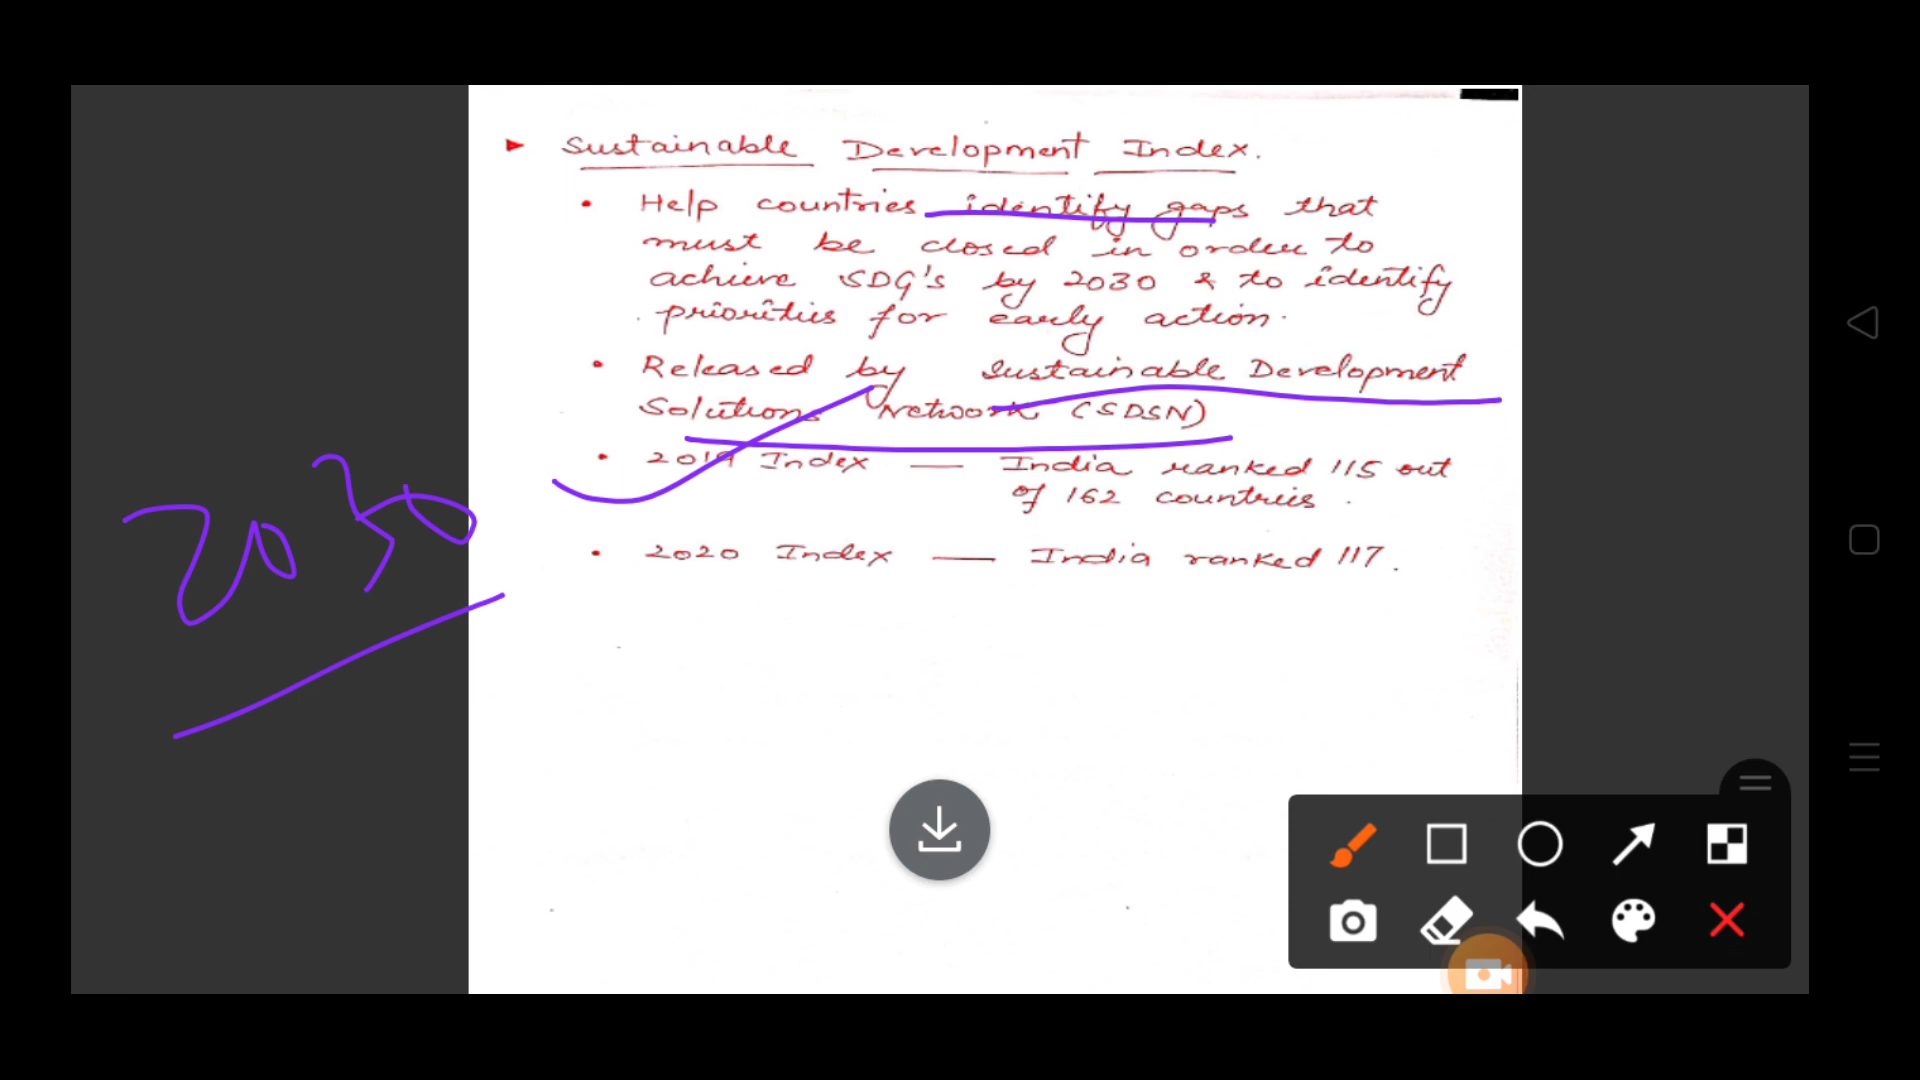 Sustainable Development Index.
• Help countries identify gaps that
must be closed in order to
achieve SDG's by 2030 & to identify
priorities for early action.
• Released by Sustainable Development
Solutions Network (SDSN)
• 2019 Index — India ranked 115 out
of 162 countries.
• 2020 Index — India ranked 117.
2030